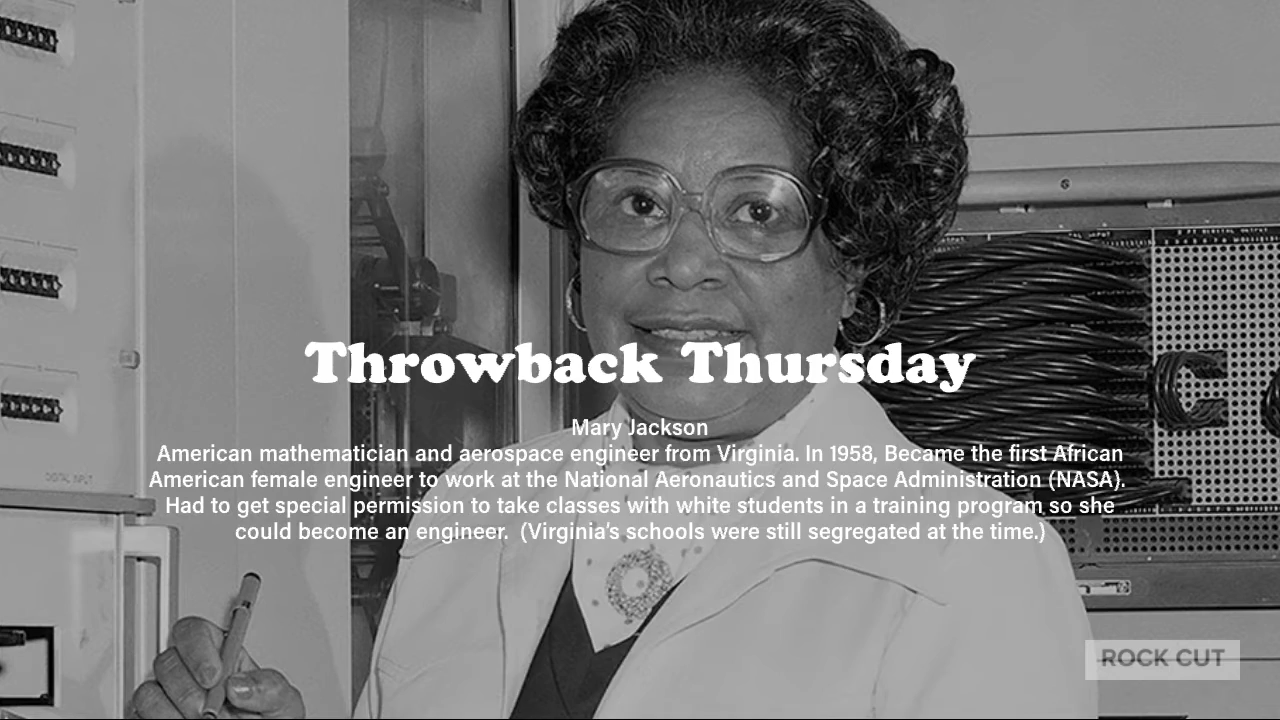 Throwback Thursday
Mary Jackson
American mathematician and aerospace engineer from Virginia. In 1958, Became the first African
American female engineer to work at the National Aeronautics and Space Administration (NASA).
Had to get special permission to take classes with white students in a training program so she
could become an engineer.  (Virginia's schools were still segregated at the time.)
DIGITAL INPUT
ROCK CUT